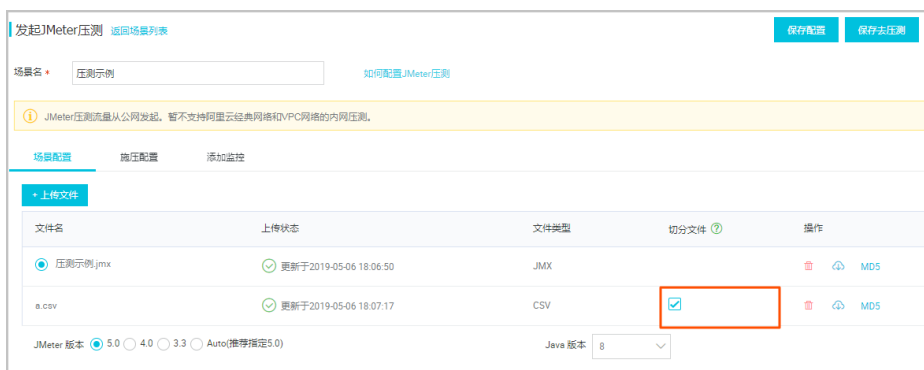 发起JMeter压测 返回场景列表 保存配置 保存去压测
场景名 * 压测示例 如何配置JMeter压测
JMeter压测流量从公网发起。暂不支持阿里云经典网络和VPC网络的内网压测。
场景配置 施压配置 添加监控
+ 上传文件
文件名 上传状态 文件类型 切分文件 ? 操作
压测示例.jmx 更新于2019-05-06 18:06:50 JMX MD5
a.csv 更新于2019-05-06 18:07:17 CSV MD5
JMeter 版本 5.0 4.0 3.3 Auto(推荐指定5.0) Java 版本 8